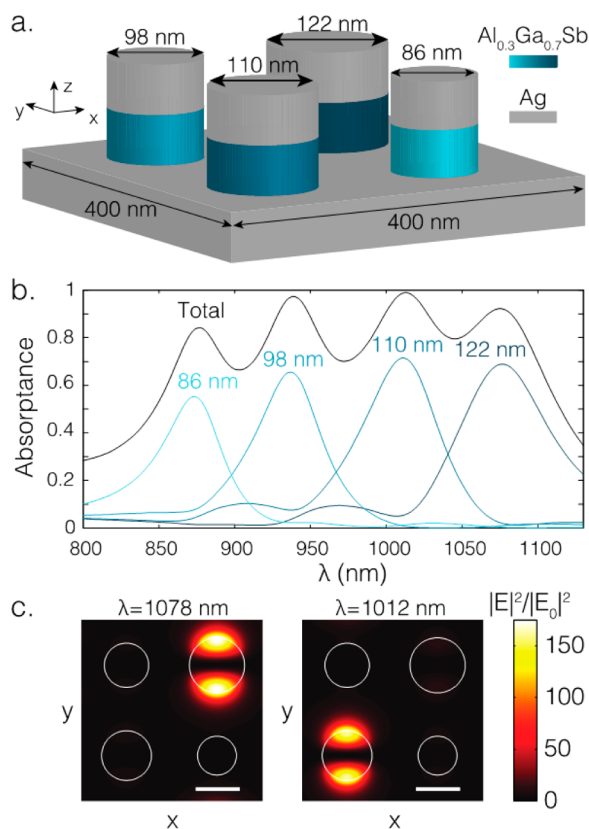 a.
98 nm
122 nm
110 nm
86 nm
Al0.3Ga0.7Sb
Ag
z
y
x
400 nm
400 nm
b.
Absorptance
1
0.8
0.6
0.4
0.2
0
Total
86 nm
98 nm
110 nm
122 nm
800 850 900 950 1000 1050 1100
λ (nm)
c.
λ=1078 nm
λ=1012 nm
|E|²/|E₀|²
y
x
y
x
150
100
50
0